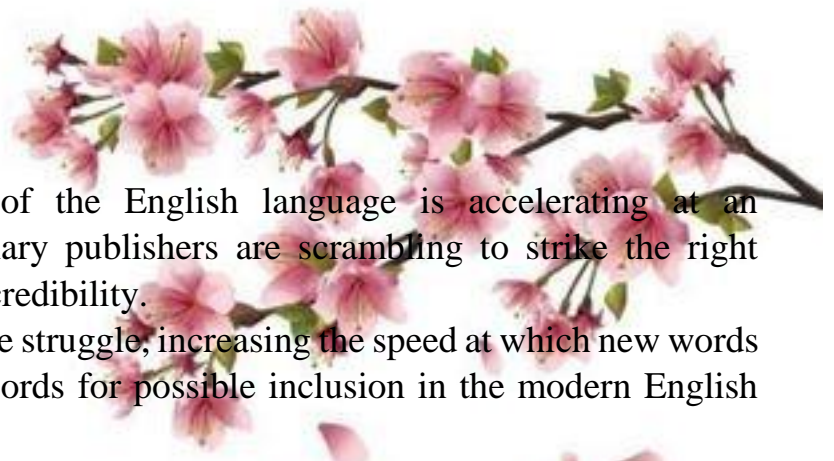 of the English language is accelerating at an
ary publishers are scrambling to strike the right
redibility.
e struggle, increasing the speed at which new words
ords for possible inclusion in the modern English